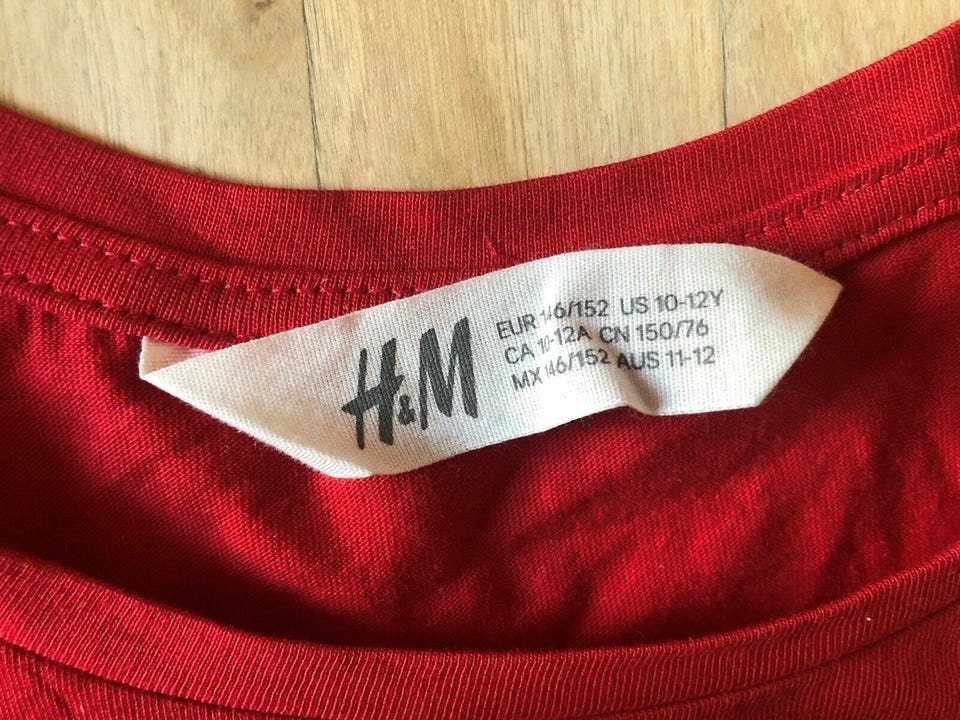 H&M
EUR 146/152 US 10-12Y
CA 10-12A CN 150/76
MX 146/152 AUS 11-12